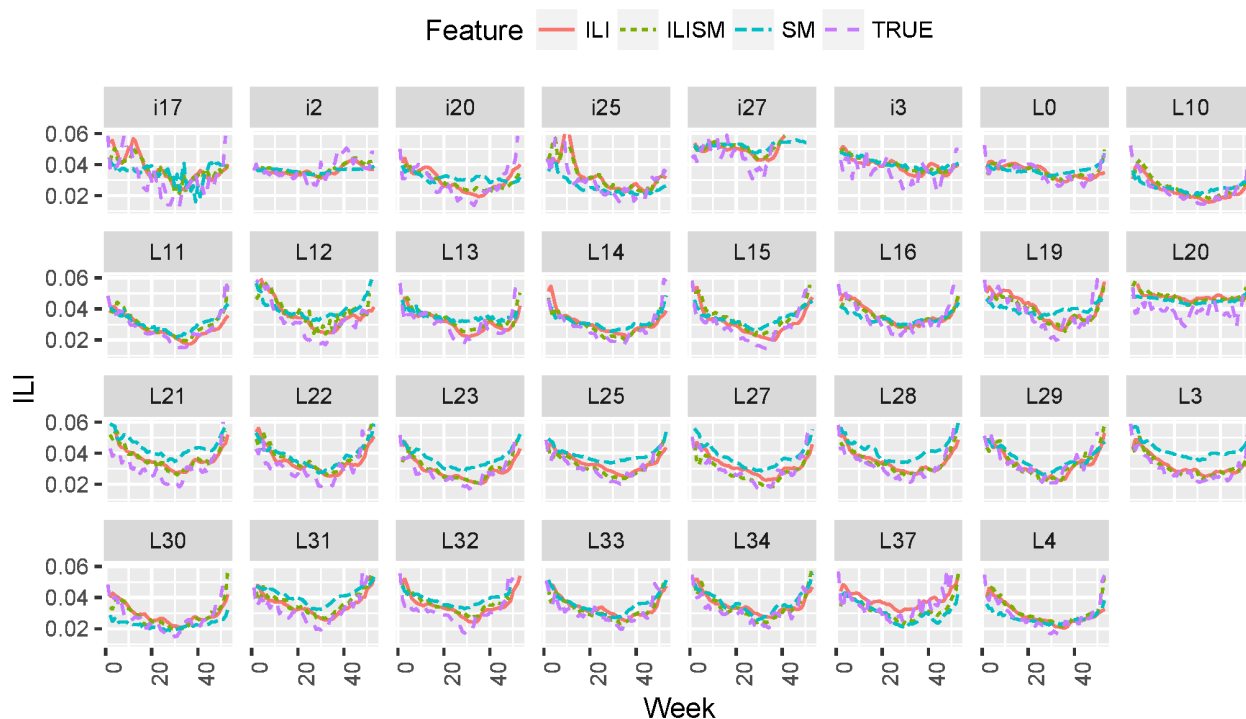 Feature ILI ILISM SM TRUE
i17 i2 i20 i25 i27 i3 L0 L10
0.06
0.04
0.02
L11 L12 L13 L14 L15 L16 L19 L20
0.06
0.04
0.02
ILI
L21 L22 L23 L25 L27 L28 L29 L3
0.06
0.04
0.02
L30 L31 L32 L33 L34 L37 L4
0.06
0.04
0.02
0 20 40 0 20 40 0 20 40 0 20 40 0 20 40 0 20 40 0 20 40
Week